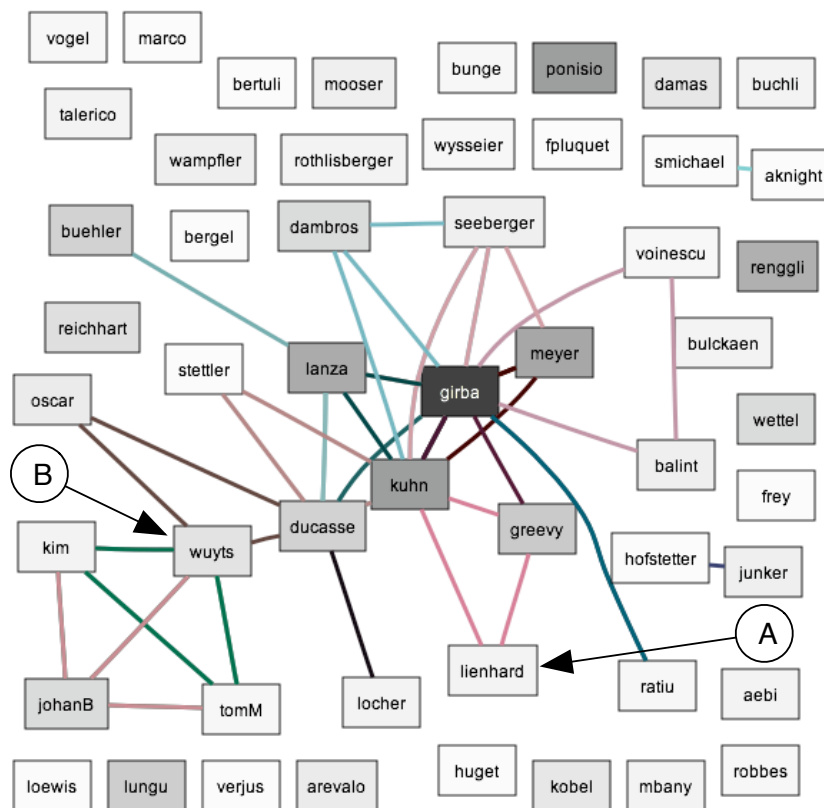 vogel
marco
bertuli
mooser
bunge
ponisio
damas
buchli
talerico
wampfler
rothlisberger
wysseier
fpluquet
smichael
aknight
buehler
bergel
dambros
seeberger
voinescu
renggli
reichhart
stettler
lanza
girba
meyer
bulckaen
oscar
wettel
B
kuhn
balint
frey
kim
wuyts
ducasse
greevy
hofstetter
junker
A
johanB
tomM
locher
lienhard
ratiu
aebi
loewis
lungu
verjus
arevalo
huget
kobel
mbany
robbes